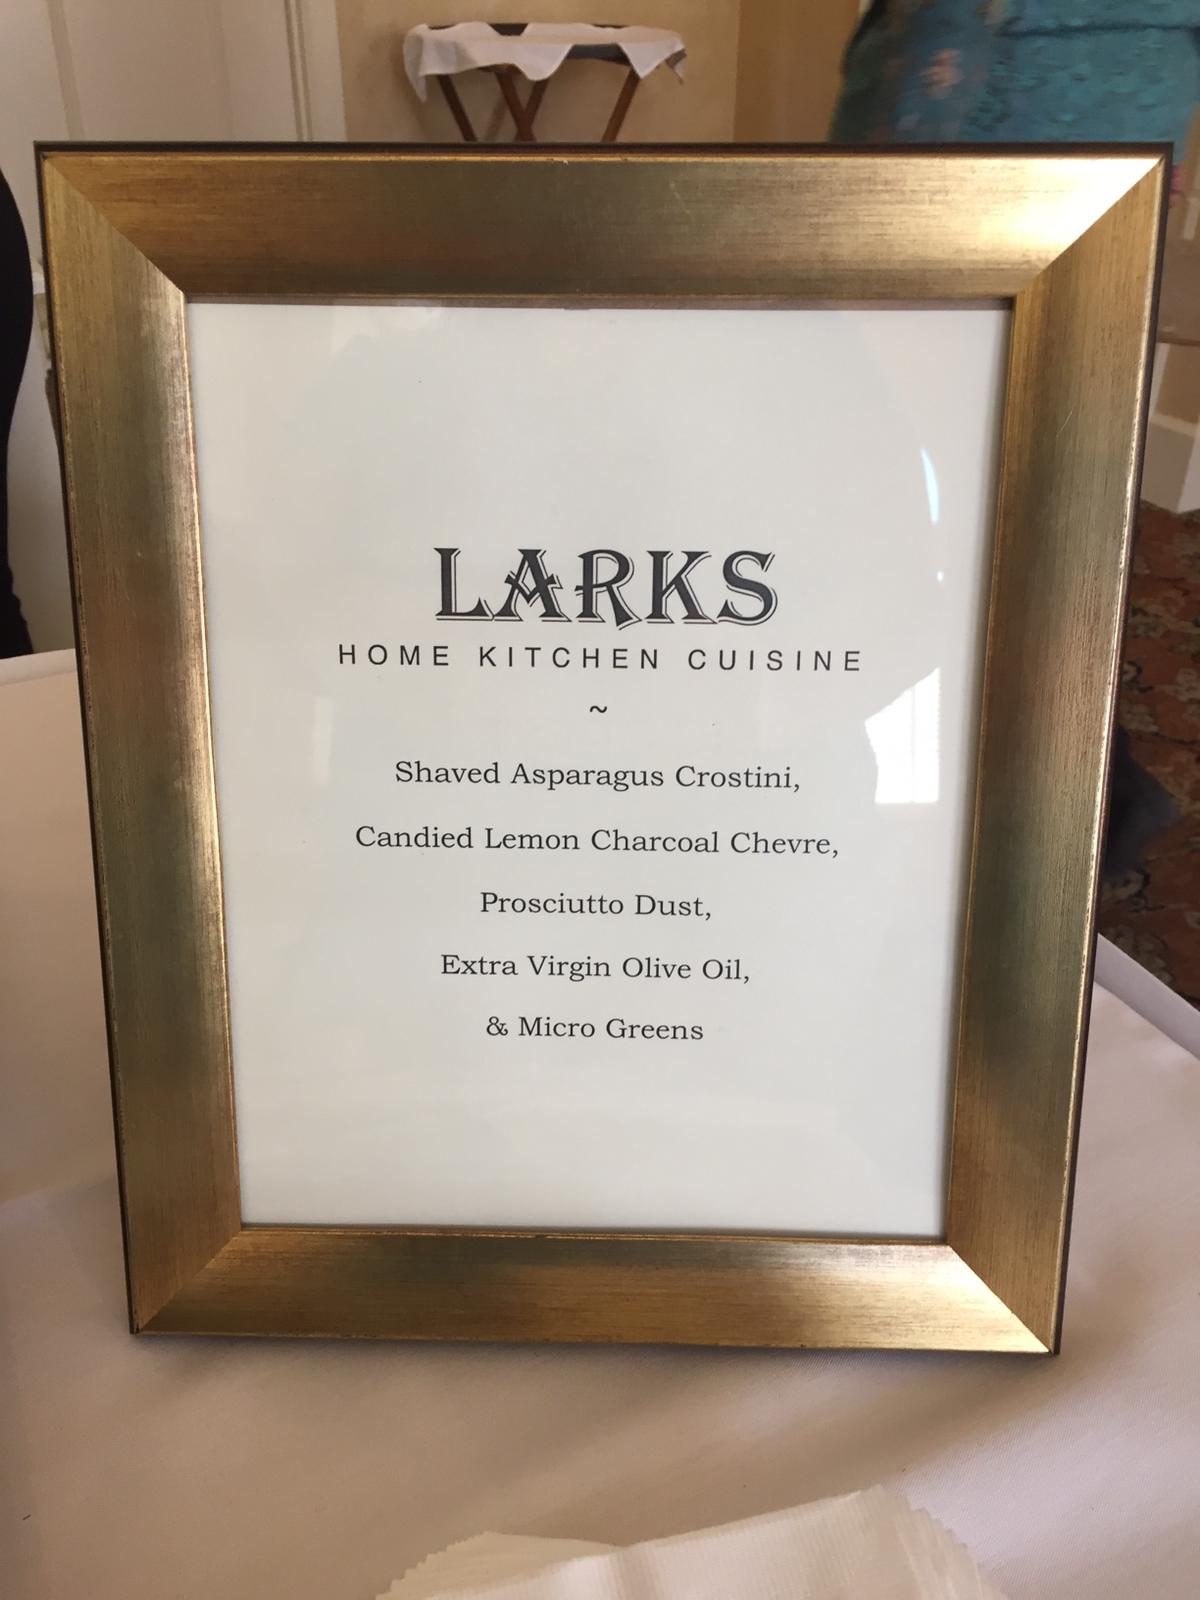 LARKS
HOME KITCHEN CUISINE
~
Shaved Asparagus Crostini,
Candied Lemon Charcoal Chevre,
Prosciutto Dust,
Extra Virgin Olive Oil,
& Micro Greens